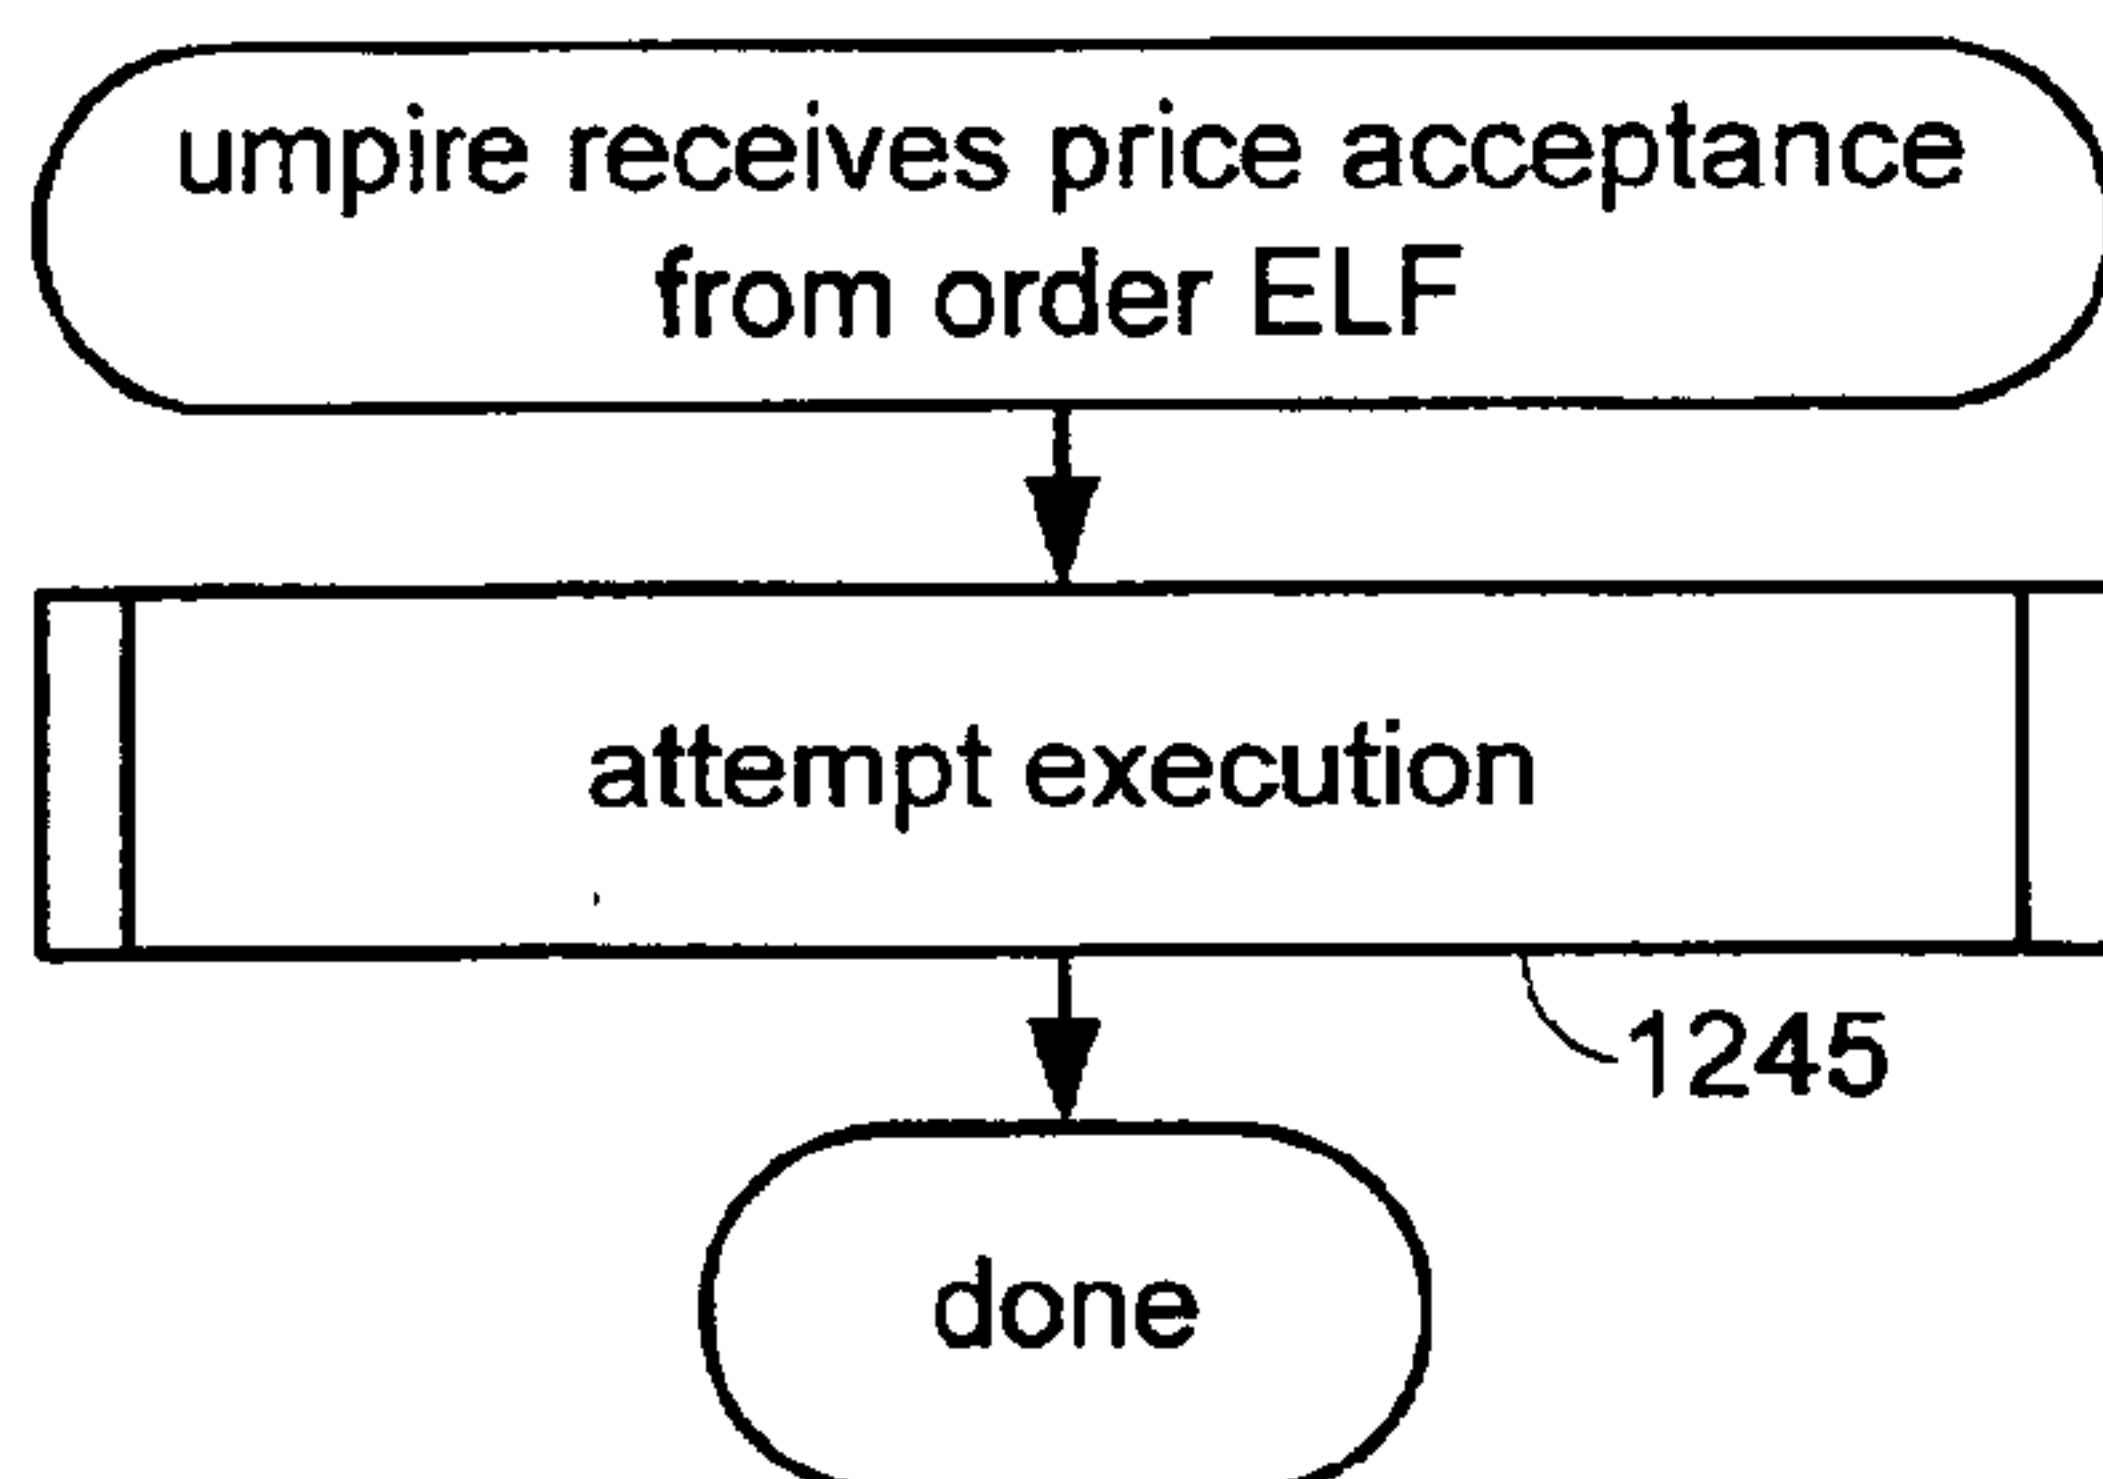 umpire receives price acceptance
from order ELF
attempt execution
1245
done